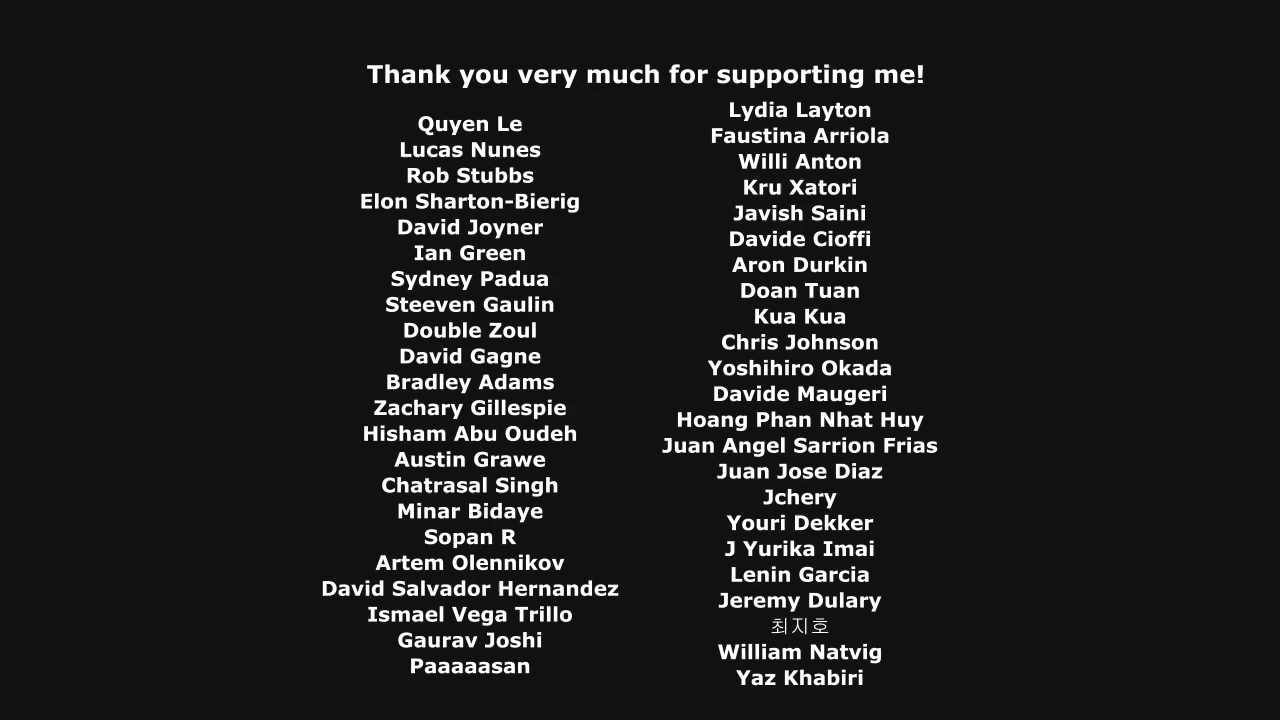 Thank you very much for supporting me!
Quyen Le
Lucas Nunes
Rob Stubbs
Elon Sharton-Bierig
David Joyner
Ian Green
Sydney Padua
Steeven Gaulin
Double Zoul
David Gagne
Bradley Adams
Zachary Gillespie
Hisham Abu Oudeh
Austin Grawe
Chatrasal Singh
Minar Bidaye
Sopan R
Artem Olennikov
David Salvador Hernandez
Ismael Vega Trillo
Gaurav Joshi
Paaaaasan
Lydia Layton
Faustina Arriola
Willi Anton
Kru Xatori
Javish Saini
Davide Cioffi
Aron Durkin
Doan Tuan
Kua Kua
Chris Johnson
Yoshihiro Okada
Davide Maugeri
Hoang Phan Nhat Huy
Juan Angel Sarrion Frias
Juan Jose Diaz
Jchery
Youri Dekker
J Yurika Imai
Lenin Garcia
Jeremy Dulary
최지호
William Natvig
Yaz Khabiri